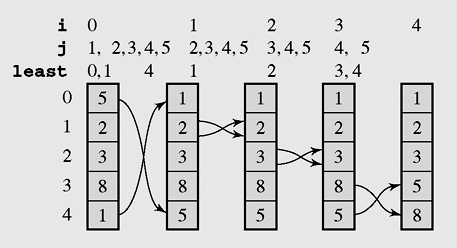 i 0 1 2 3 4
j 1, 2,3,4,5 2,3,4,5 3,4,5 4, 5
least 0,1 4 1 2 3,4
0 5 1 1 1 1
1 2 2 2 2 2
2 3 3 3 3 3
3 8 8 8 8 5
4 1 5 5 5 8